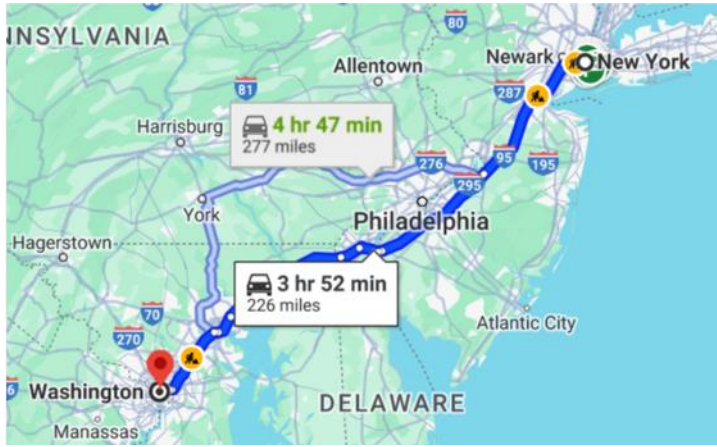 NNSYLVANIA
80
Newark
New York
Allentown
81
287
Harrisburg
4 hr 47 min
277 miles
276
95
195
295
York
Philadelphia
Hagerstown
3 hr 52 min
226 miles
70
270
Atlantic City
Washington
DELAWARE
Manassas